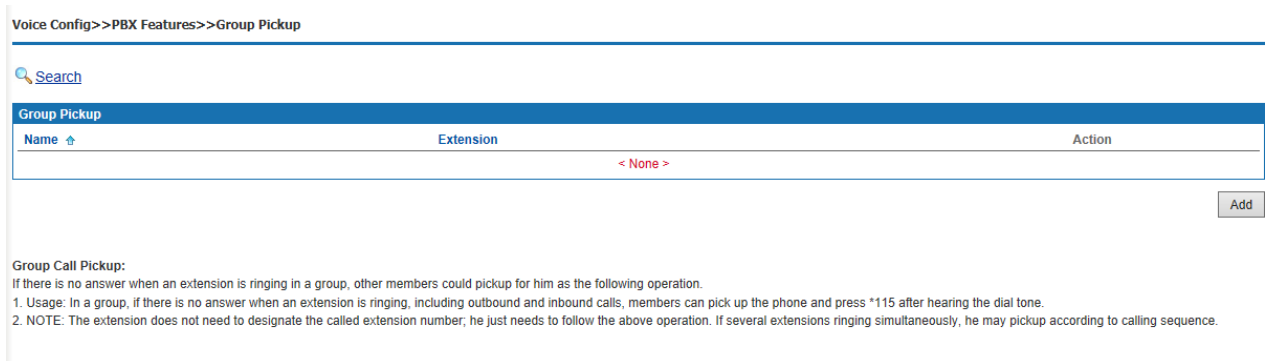 Voice Config>>PBX Features>>Group Pickup
Search
Group Pickup
Name Extension Action
< None >
Add
Group Call Pickup:
If there is no answer when an extension is ringing in a group, other members could pickup for him as the following operation.
1. Usage: In a group, if there is no answer when an extension is ringing, including outbound and inbound calls, members can pick up the phone and press *115 after hearing the dial tone.
2. NOTE: The extension does not need to designate the called extension number; he just needs to follow the above operation. If several extensions ringing simultaneously, he may pickup according to calling sequence.